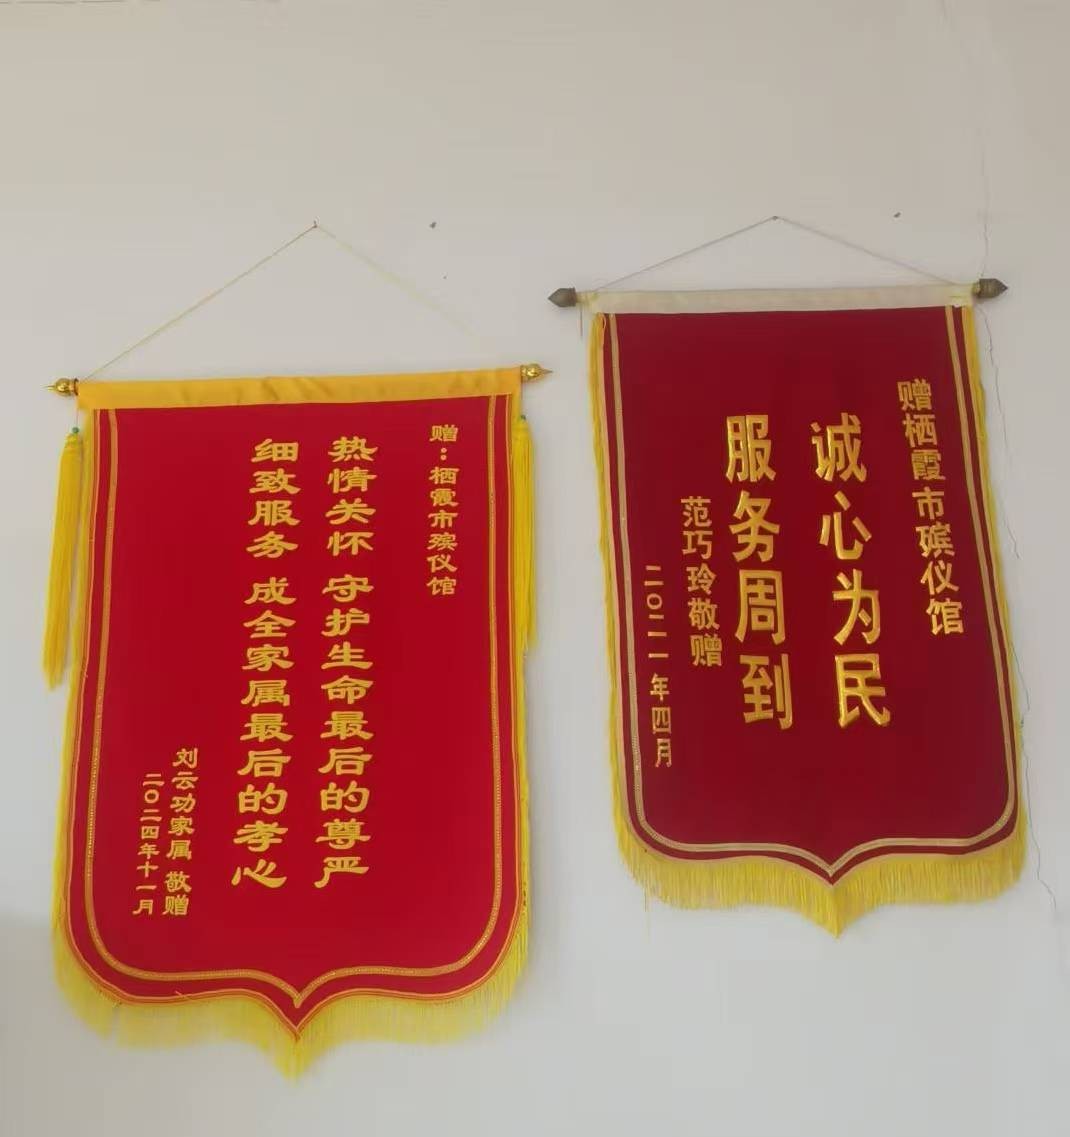 赠：栖霞市殡仪馆
热情关怀 守护生命最后的尊严
细致服务 成全家属最后的孝心
刘云功家属 敬赠
二〇二四年十一月
赠栖霞市殡仪馆
诚心为民
服务周到
范巧玲敬赠
二〇二一年四月